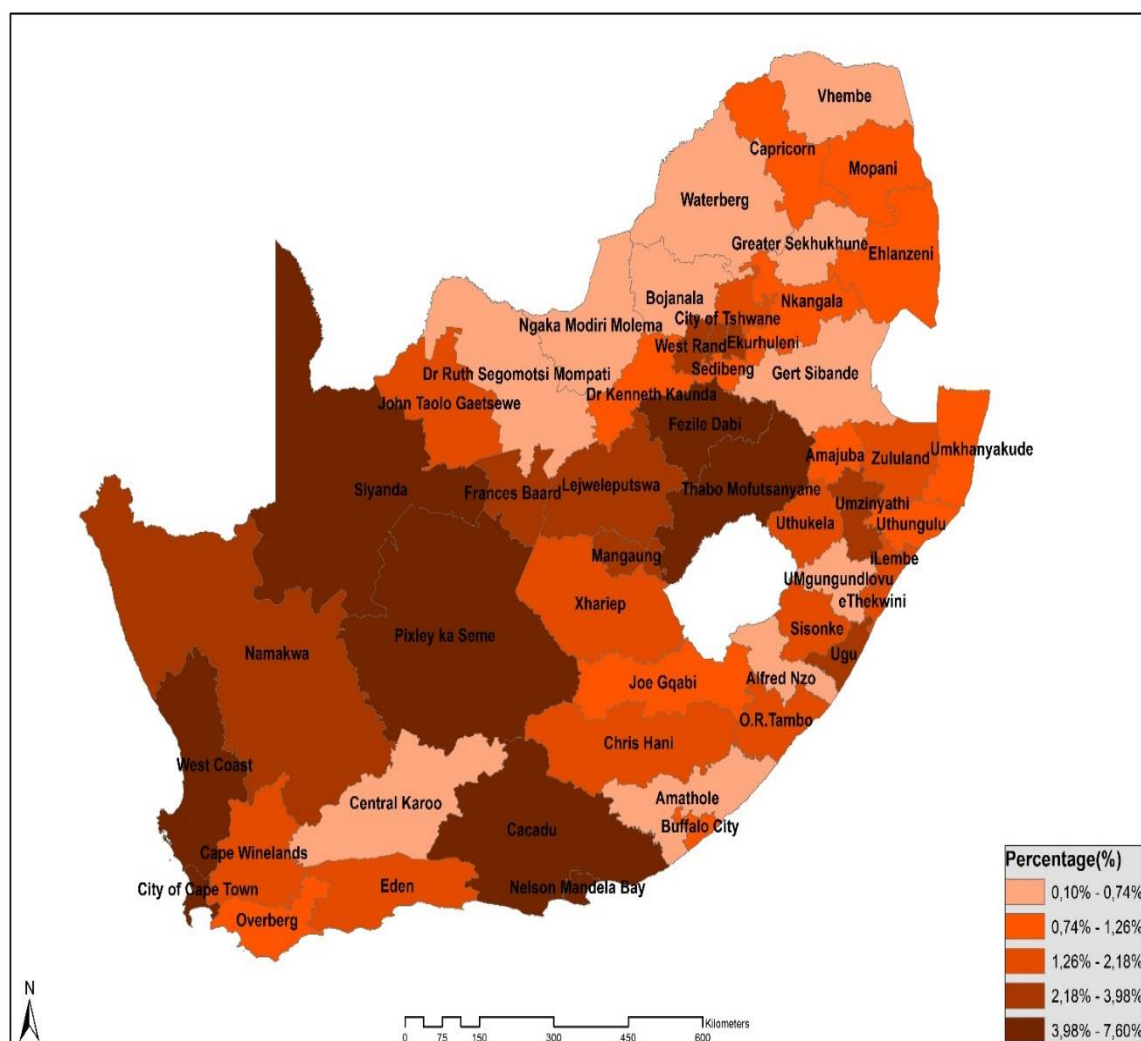 Vhembe
Capricorn
Mopani
Waterberg
Greater Sekhukhune
Ehlanzeni
Bojanala
Nkangala
City of Tshwane
Ngaka Modiri Molema
West Rand
Ekurhuleni
Sedibeng
Gert Sibande
Dr Ruth Segomotsi Mompati
Dr Kenneth Kaunda
John Taolo Gaetsewe
Fezile Dabi
Amajuba
Zululand
Umkhanyakude
Siyanda
Frances Baard
Lejweleputswa
Thabo Mofutsanyane
Umzinyathi
Uthukela
Uthungulu
Mangaung
iLembe
UMgungundlovu
Xhariep
eThekwini
Sisonke
Pixley ka Seme
Namakwa
Ugu
Joe Gqabi
Alfred Nzo
O.R.Tambo
Chris Hani
West Coast
Central Karoo
Amathole
Buffalo City
Cacadu
Cape Winelands
City of Cape Town
Eden
Nelson Mandela Bay
Overberg
Percentage(%)
0,10% - 0,74%
0,74% - 1,26%
1,26% - 2,18%
2,18% - 3,98%
3,98% - 7,60%
N
Kilometers
0 75 150 300 450 600